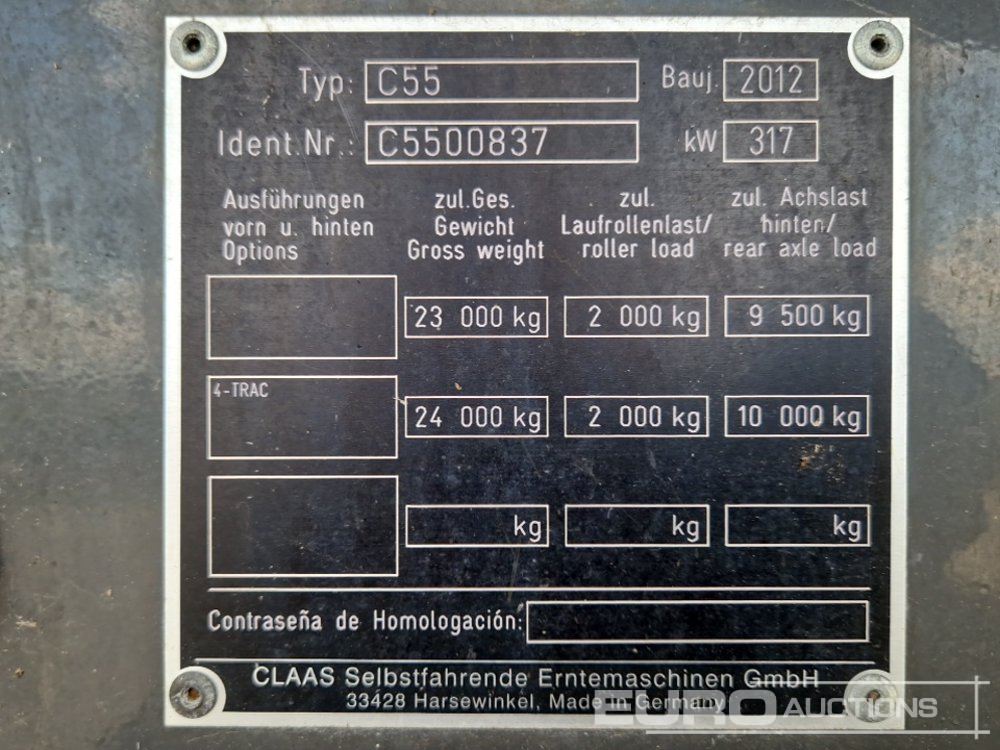 Typ: C55 Bauj. 2012
Ident.Nr.: C5500837 kW 317
Ausführungen zul.Ges. zul. zul. Achslast
vorn u. hinten Gewicht Laufrollenlast/ hinten/
Options Gross weight roller load rear axle load
23 000 kg 2 000 kg 9 500 kg
4-TRAC
24 000 kg 2 000 kg 10 000 kg
kg kg kg
Contraseña de Homologación:
CLAAS Selbstfahrende Erntemaschinen GmbH
33428 Harsewinkel, Made in Germany
EURO AUCTIONS